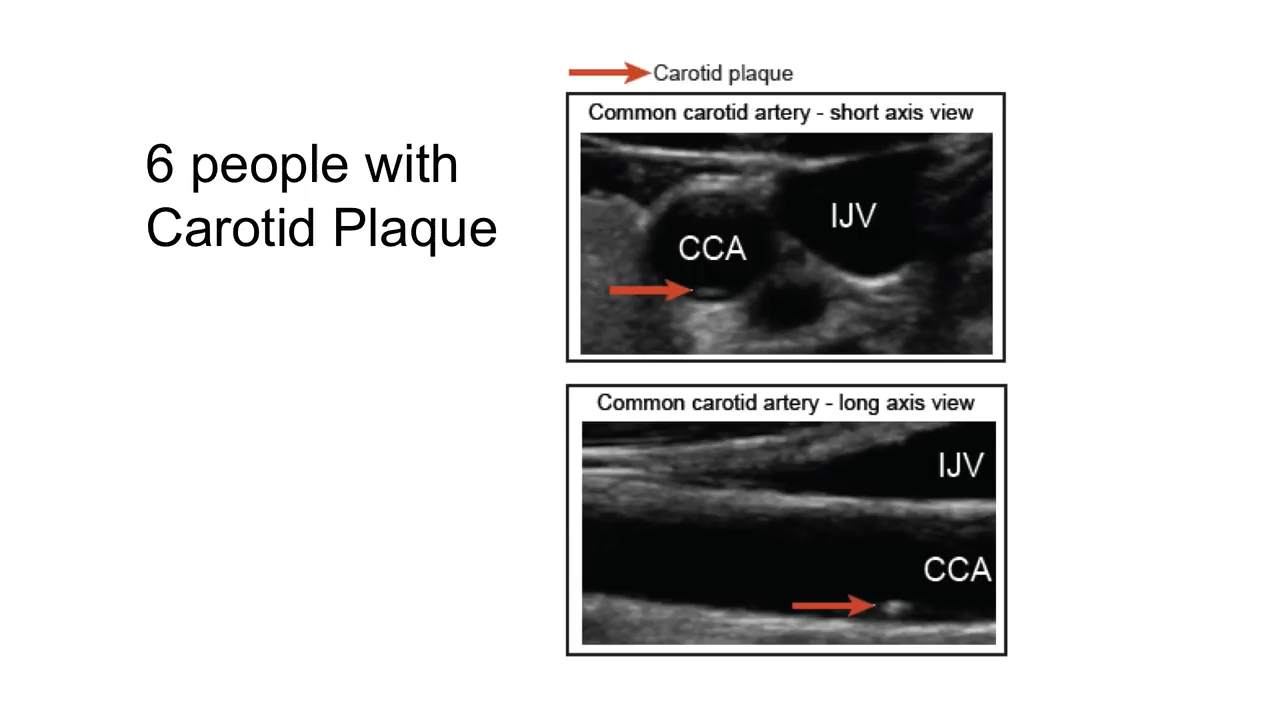 6 people with
Carotid Plaque
Carotid plaque
Common carotid artery - short axis view
IJV
CCA
Common carotid artery - long axis view
IJV
CCA